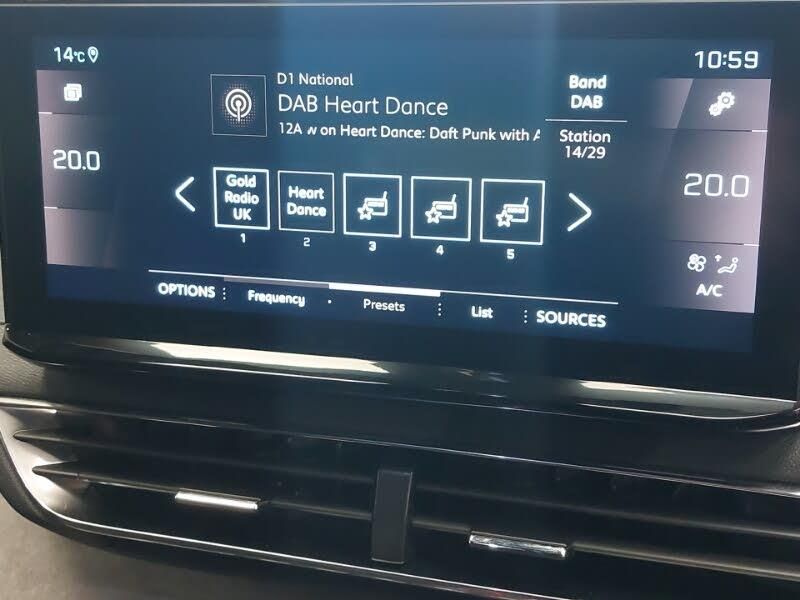 14°C
10:59
D1 National
DAB Heart Dance
12A
on Heart Dance: Daft Punk with A
Band
DAB
Station
14/29
20.0
20.0
Gold
Radio
UK
Heart
Dance
1
2
3
4
5
A/C
OPTIONS
Frequency
Presets
List
SOURCES